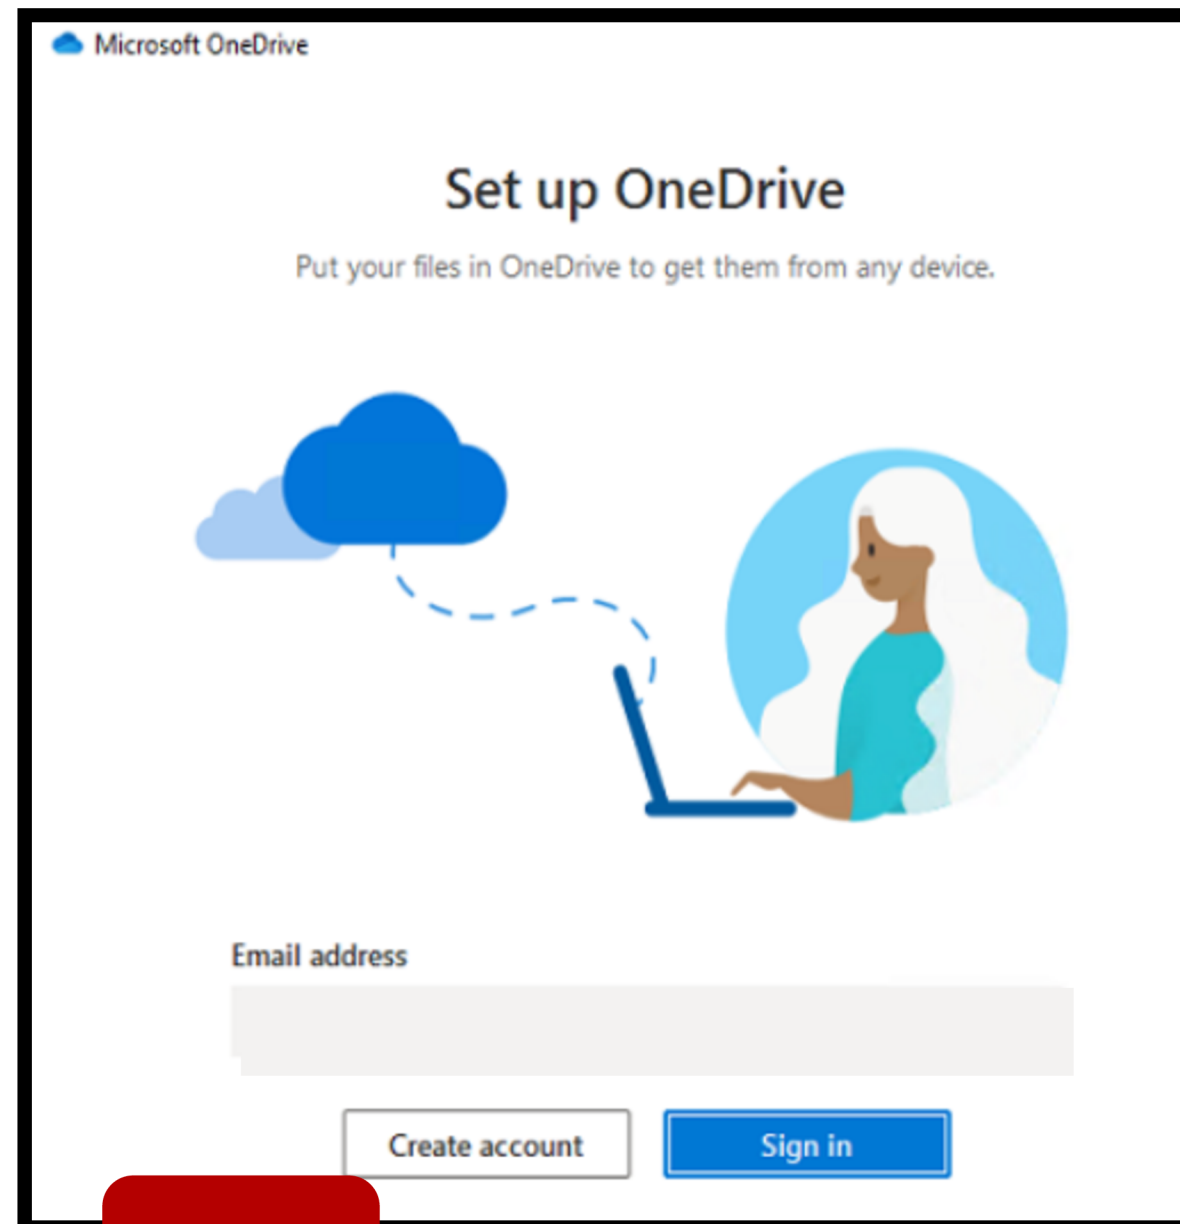 Microsoft OneDrive
Set up OneDrive
Put your files in OneDrive to get them from any device.
Email address
Create account
Sign in